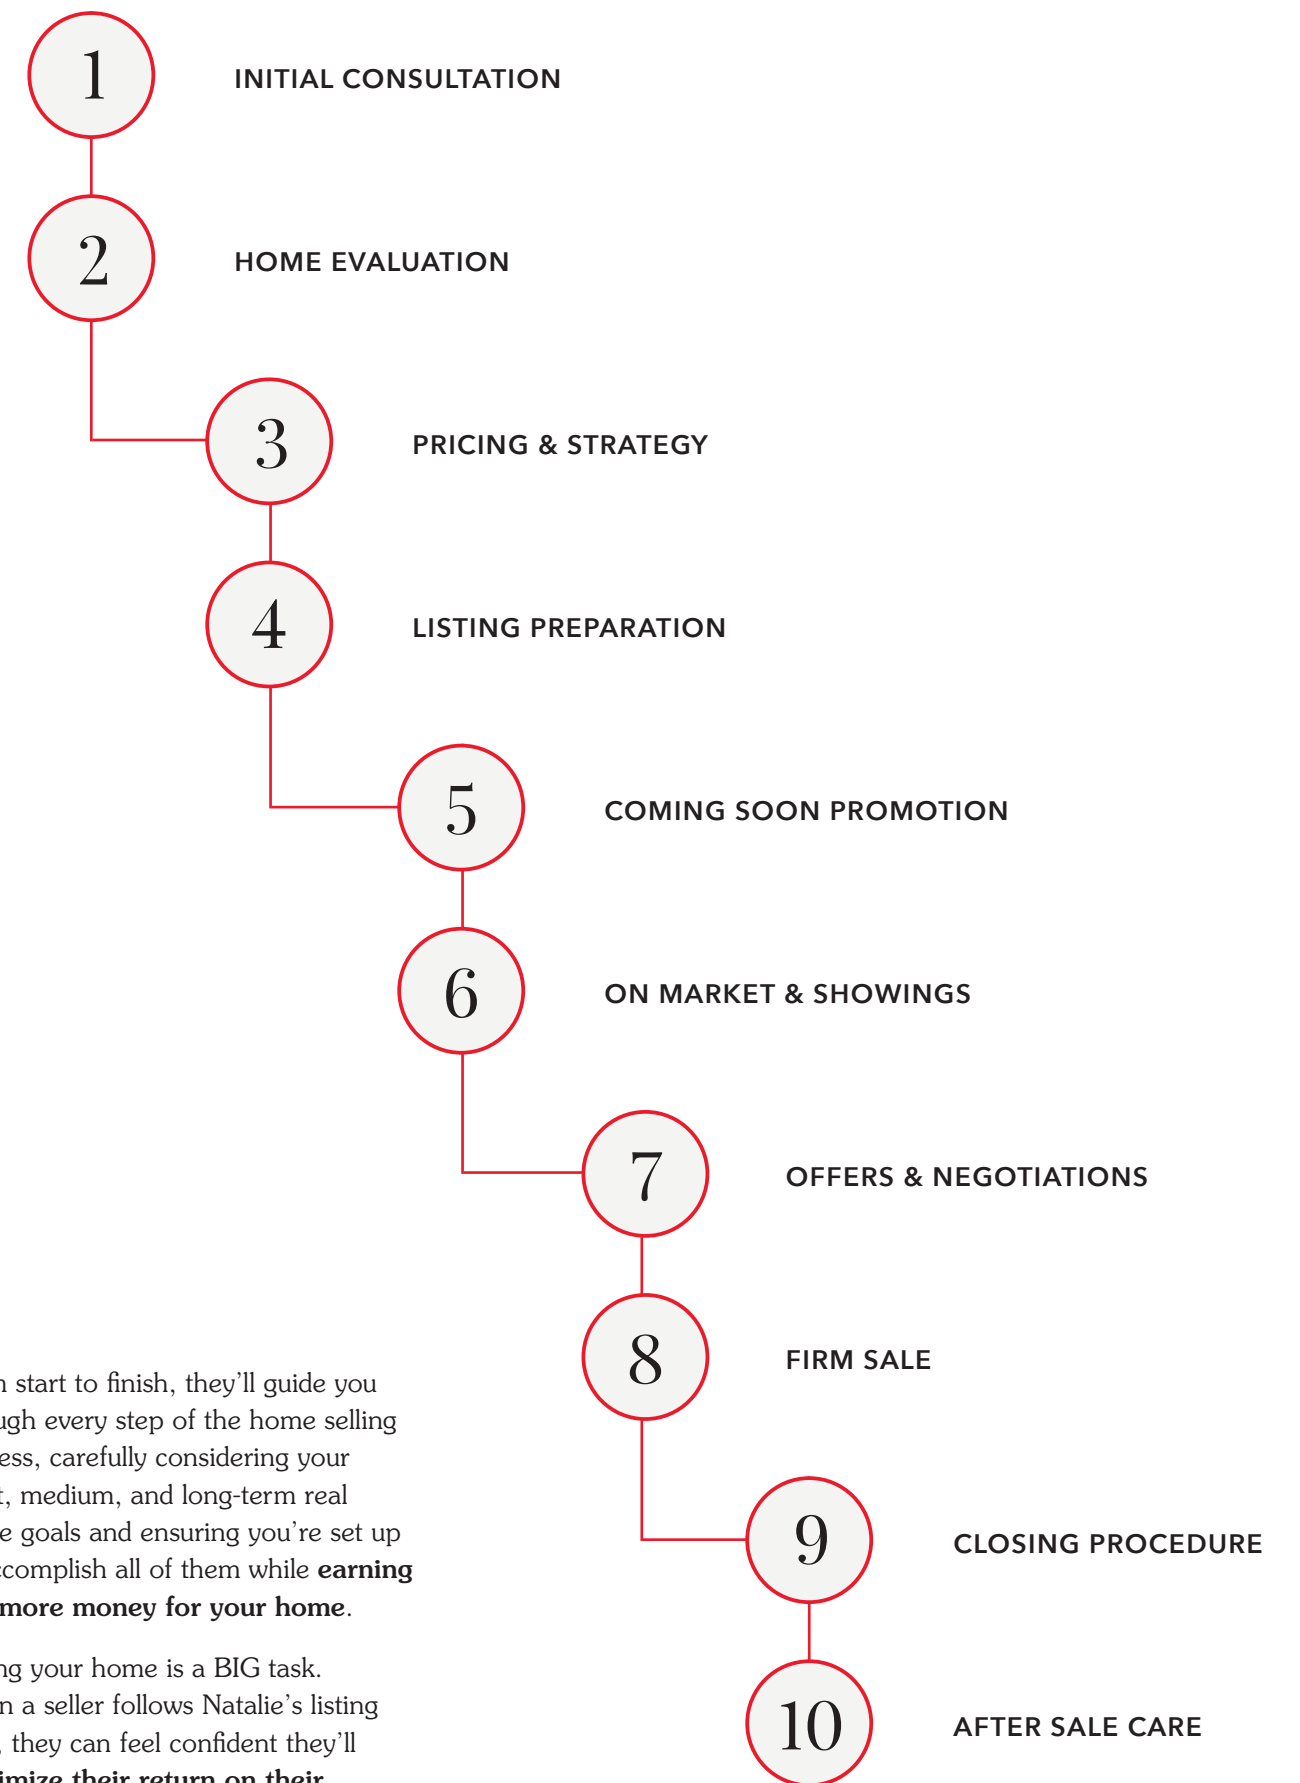 1
INITIAL CONSULTATION
2
HOME EVALUATION
3
PRICING & STRATEGY
4
LISTING PREPARATION
5
COMING SOON PROMOTION
6
ON MARKET & SHOWINGS
7
OFFERS & NEGOTIATIONS
8
FIRM SALE
9
CLOSING PROCEDURE
10
AFTER SALE CARE
start to finish, they’ll guide you
every step of the home selling
carefully considering your
medium, and long-term real
goals and ensuring you’re set up
all of them while earning
more money for your home.
your home is a BIG task.
a seller follows Natalie’s listing
they can feel confident they’ll
their return on their